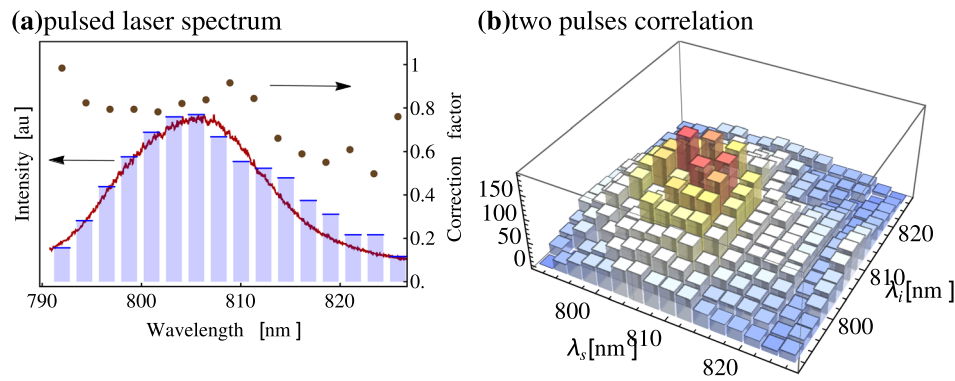 (a)pulsed laser spectrum
Intensity [au]
790 800 810 820
Wavelength [nm]
1
0.8
0.6
0.4
0.2
0.
Correction factor
(b)two pulses correlation
150
100
50
0
800
810
820
λs[nm]
800
810
820
λi[nm]